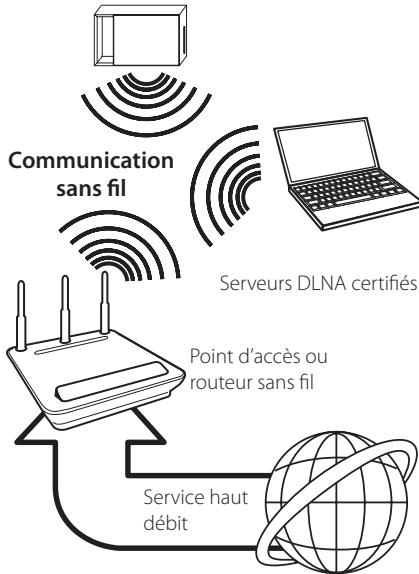 Communication
sans fil
Serveurs DLNA certifiés
Point d'accès ou
routeur sans fil
Service haut
débit